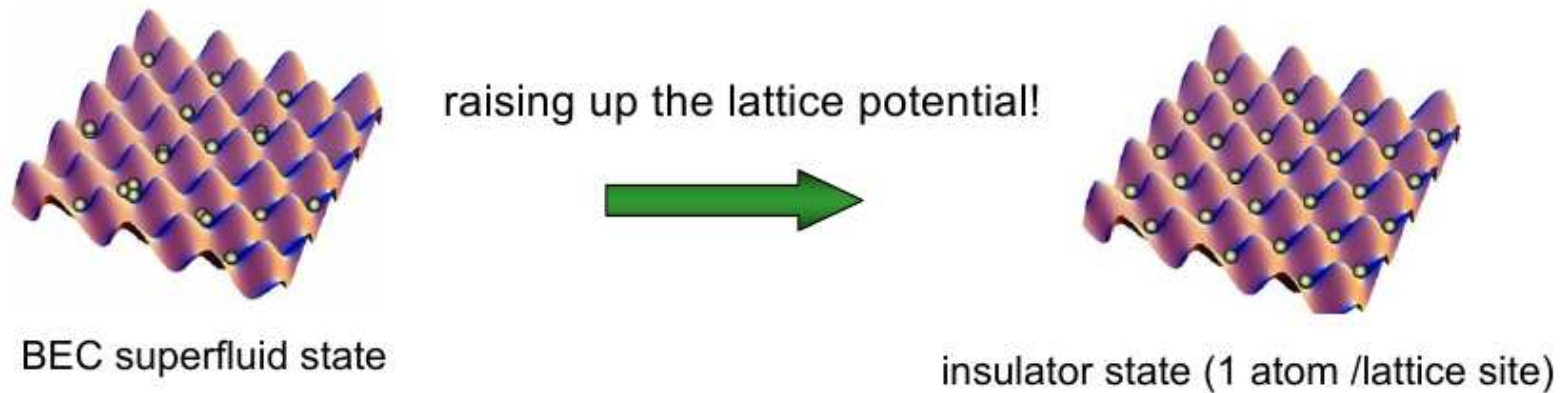 raising up the lattice potential!
BEC superfluid state
insulator state (1 atom /lattice site)